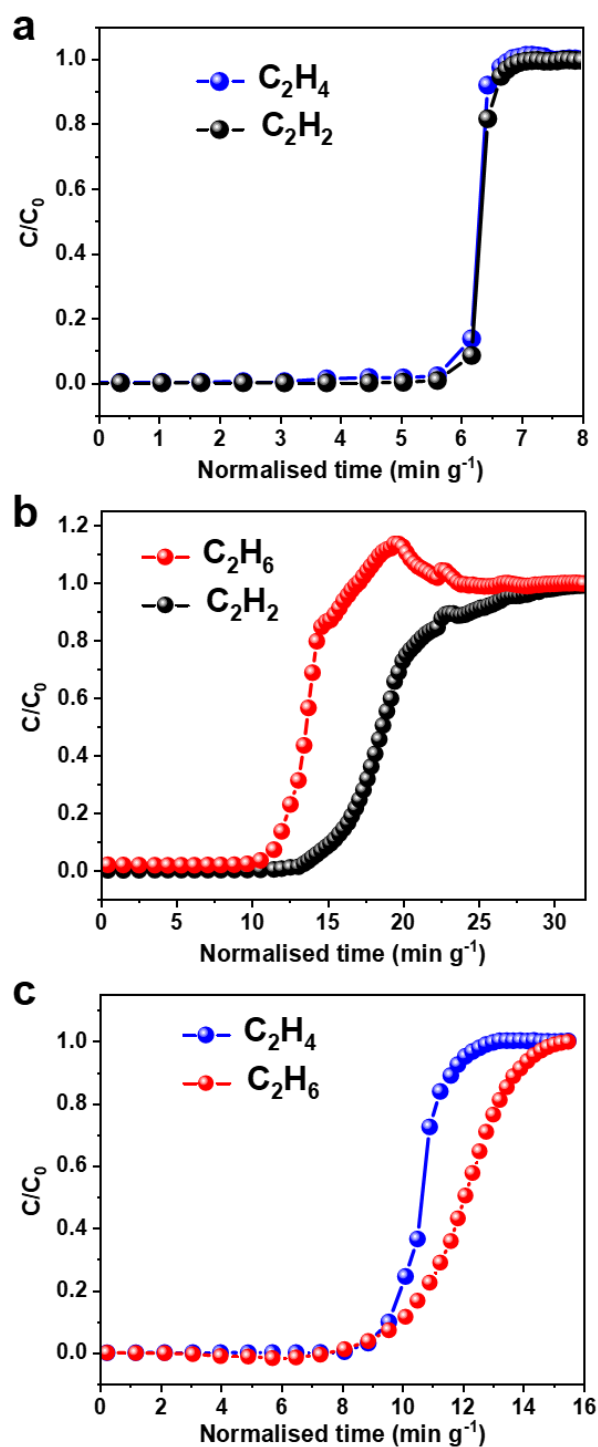 a
C₂H₄
C₂H₂
C/C₀
1.0
0.8
0.6
0.4
0.2
0.0
0 1 2 3 4 5 6 7 8
Normalised time (min g⁻¹)
b
C₂H₆
C₂H₂
C/C₀
1.2
1.0
0.8
0.6
0.4
0.2
0.0
0 5 10 15 20 25 30
Normalised time (min g⁻¹)
c
C₂H₄
C₂H₆
C/C₀
1.0
0.8
0.6
0.4
0.2
0.0
0 2 4 6 8 10 12 14 16
Normalised time (min g⁻¹)